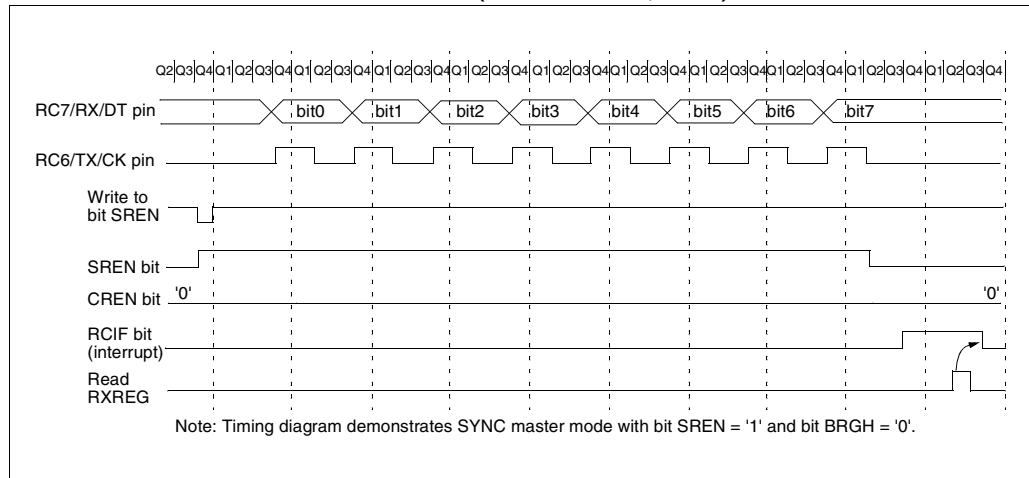 Q2 Q3 Q4 Q1 Q2 Q3 Q4 Q1 Q2 Q3 Q4 Q1 Q2 Q3 Q4 Q1 Q2 Q3 Q4 Q1 Q2 Q3 Q4 Q1 Q2 Q3 Q4 Q1 Q2 Q3 Q4 Q1 Q2 Q3 Q4 Q1 Q2 Q3 Q4 Q1 Q2 Q3 Q4
RC7/RX/DT pin bit0 bit1 bit2 bit3 bit4 bit5 bit6 bit7
RC6/TX/CK pin
Write to
bit SREN
SREN bit
CREN bit '0' '0'
RCIF bit
(interrupt)
Read
RXREG
Note: Timing diagram demonstrates SYNC master mode with bit SREN = '1' and bit BRGH = '0'.